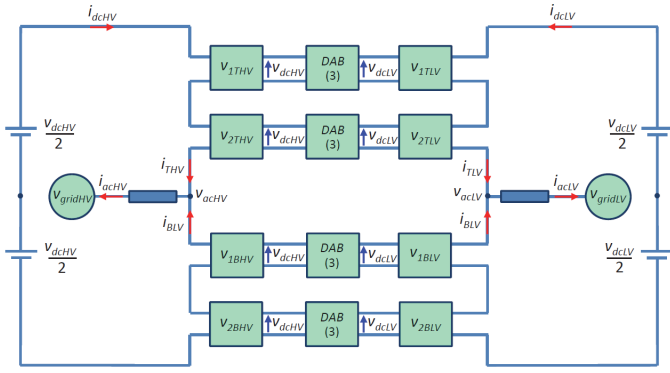 i_dcHV
i_dcLV
v_1THV
v_dcHV
DAB
(3)
v_dcLV
v_1TLV
v_dcHV
2
v_2THV
v_dcHV
DAB
(3)
v_dcLV
v_2TLV
v_dcLV
2
i_THV
i_TLV
v_gridHV
i_acHV
v_acHV
v_acLV
i_acLV
v_gridLV
i_BLV
i_BLV
v_dcHV
2
v_1BHV
v_dcHV
DAB
(3)
v_dcLV
v_1BLV
v_dcLV
2
v_2BHV
v_dcHV
DAB
(3)
v_dcLV
v_2BLV